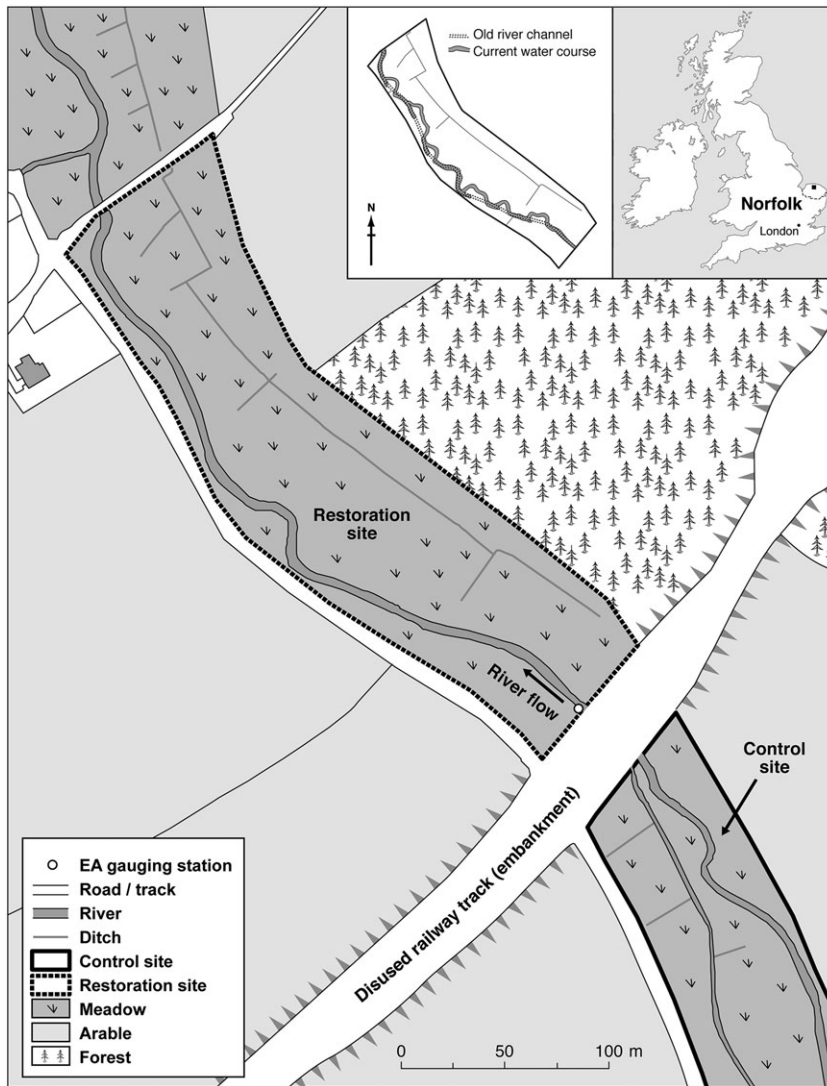 Old river channel
Current water course
N
Norfolk
London
Restoration
site
River flow
Control
site
Disused railway track (embankment)
EA gauging station
Road / track
River
Ditch
Control site
Restoration site
Meadow
Arable
Forest
0 50 100 m